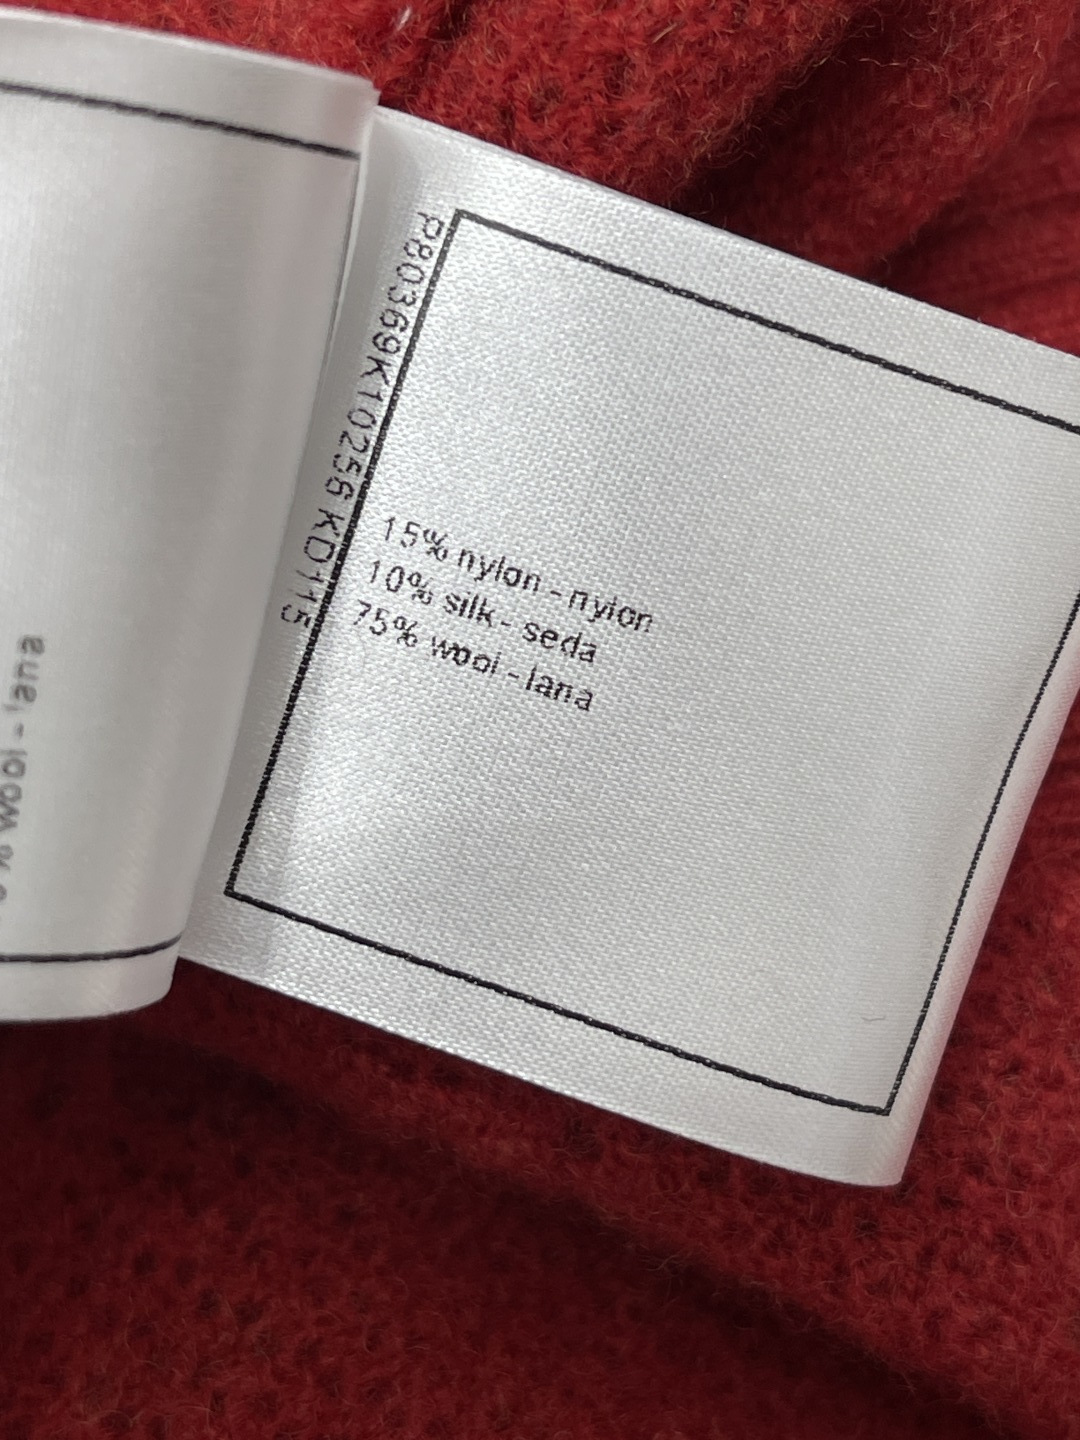 % wool - lana
P80369K10256 KD115
15% nylon - nylon
10% silk - seda
75% wool - lana